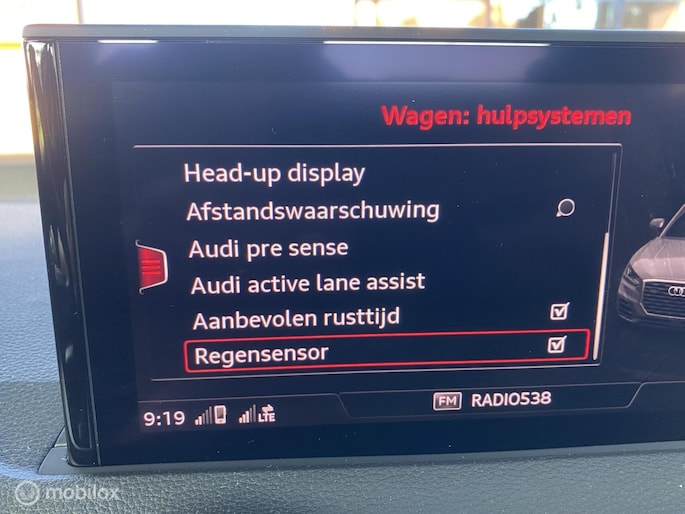 Wagen: hulpsystemen
Head-up display
Afstandswaarschuwing
Audi pre sense
Audi active lane assist
Aanbevolen rusttijd
Regensensor
9:19 LTE FM RADIO538
mobilox